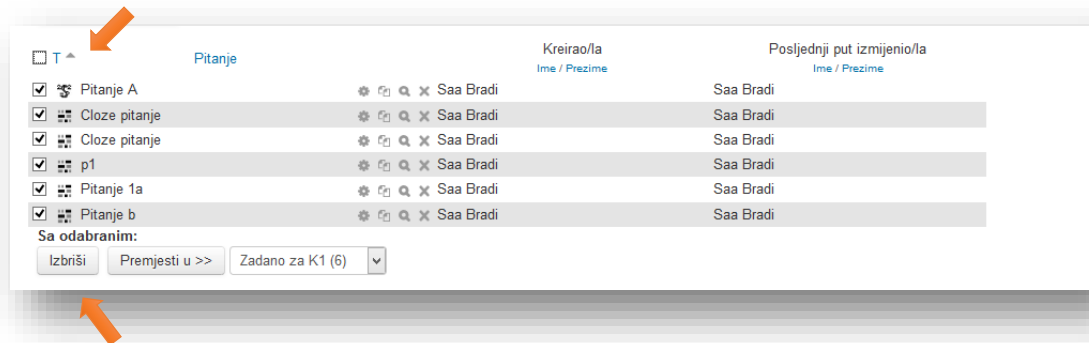 T Pitanje Kreirao/la Posljednji put izmijenio/la
Ime / Prezime Ime / Prezime
Pitanje A Saa Bradi Saa Bradi
Cloze pitanje Saa Bradi Saa Bradi
Cloze pitanje Saa Bradi Saa Bradi
p1 Saa Bradi Saa Bradi
Pitanje 1a Saa Bradi Saa Bradi
Pitanje b Saa Bradi Saa Bradi
Sa odabranim:
Izbriši Premjesti u >> Zadano za K1 (6)